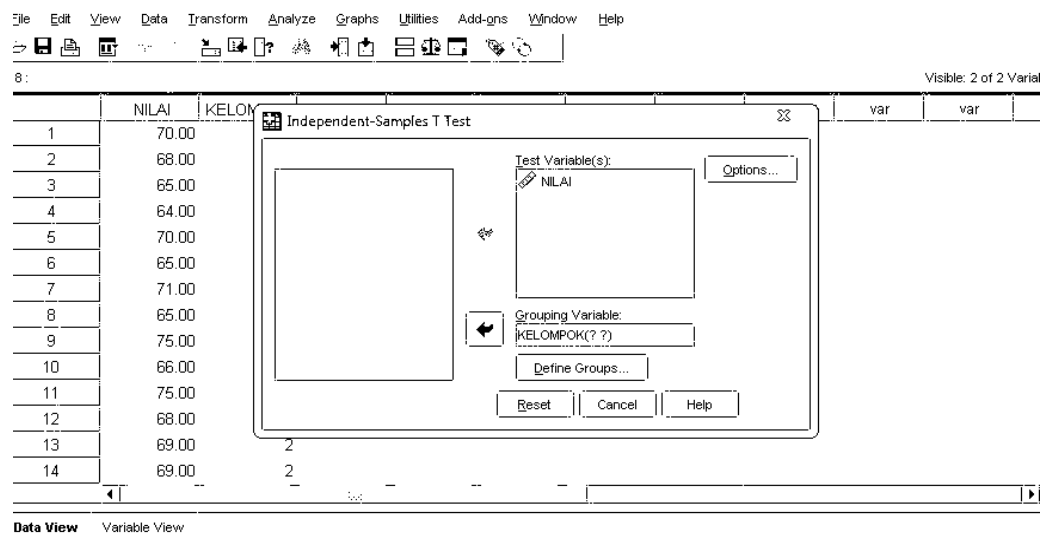 File Edit View Data Transform Analyze Graphs Utilities Add-ons Window Help
8 :
Visible: 2 of 2 Varial
NILAI KELOM var var
Independent-Samples T Test
1 70.00
2 68.00
3 65.00
4 64.00
5 70.00
6 65.00
7 71.00
8 65.00
9 75.00
10 66.00
11 75.00
12 68.00
13 69.00 2
14 69.00 2
Test Variable(s):
NILAI
Options...
Grouping Variable:
KELOMPOK(? ?)
Define Groups...
Reset Cancel Help
Data View Variable View